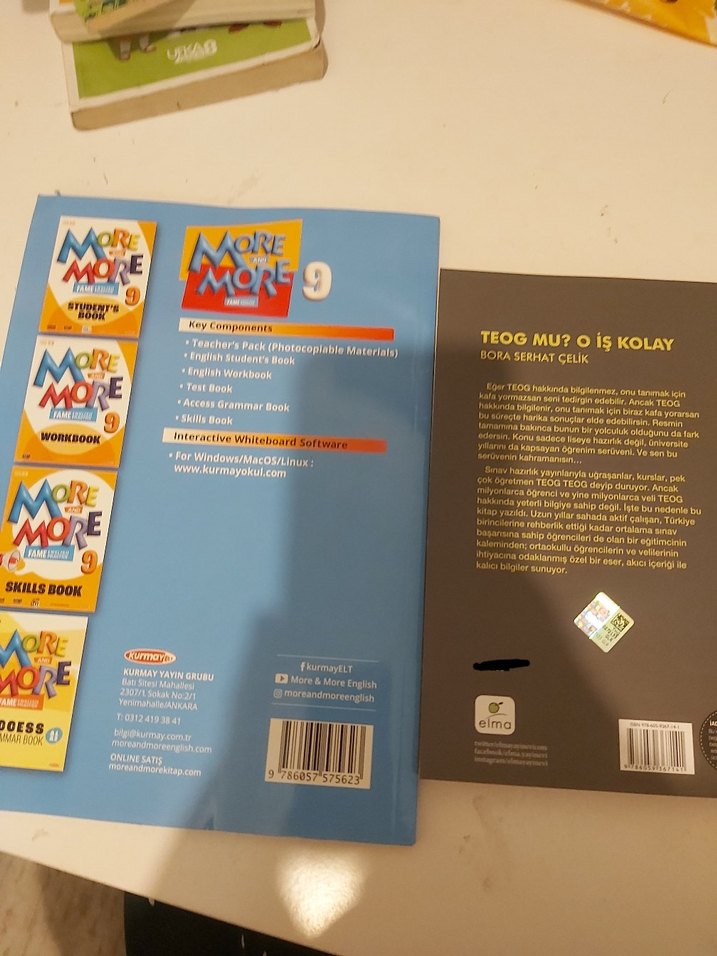 UFKA
MORE
AND
MORE
FAME
9
STUDENT'S
BOOK
MORE
AND
MORE
FAME
9
WORKBOOK
MORE
AND
MORE
FAME
9
SKILLS BOOK
MORE
AND
MORE
MORE
AND
MORE
9
FAME
Key Components
• Teacher's Pack (Photocopiable Materials)
• English Student's Book
• English Workbook
• Test Book
• Access Grammar Book
• Skills Book
Interactive Whiteboard Software
• For Windows/MacOS/Linux :
www.kurmayokul.com
kurmay
KURMAY YAYIN GRUBU
Batı Sitesi Mahallesi
2307/1. Sokak No:2/1
Yenimahalle/ANKARA
T: 0312 419 38 41
bilgi@kurmay.com.tr
moreandmoreenglish.com
ONLINE SATIŞ
moreandmorekitap.com
kurmayELT
More & More English
moreandmoreenglish
9 786057 575623
TEOG MU? O İŞ KOLAY
BORA SERHAT ÇELİK
Eğer TEOG hakkında bilgilenmez, onu tanımak için
kafa yormazsan seni tedirgin edebilir. Ancak TEOG
hakkında bilgilenir, onu tanımak için biraz kafa yorarsan
bu süreçte harika sonuçlar elde edebilirsin. Resmin
tamamına bakınca bunun bir yolculuk olduğunu da fark
edersin. Konu sadece liseye hazırlık değil, üniversite
yıllarını da kapsayan öğrenim serüveni. Ve sen bu
serüvenin kahramanısın...
Sınav hazırlık yayınlarıyla uğraşanlar, kurslar, pek
çok öğretmen TEOG TEOG deyip duruyor. Ancak
milyonlarca öğrenci ve yine milyonlarca veli TEOG
hakkında yeterli bilgiye sahip değil. İşte bu nedenle bu
kitap yazıldı. Uzun yıllar sahada aktif çalışan, Türkiye
birincilerine rehberlik ettiği kadar ortalama sınav
başarısına sahip öğrencileri de olan bir eğitimcinin
kaleminden; ortaokullu öğrencilerin ve velilerinin
ihtiyacına odaklanmış özel bir eser, akıcı içeriği ile
kalıcı bilgiler sunuyor.
elma